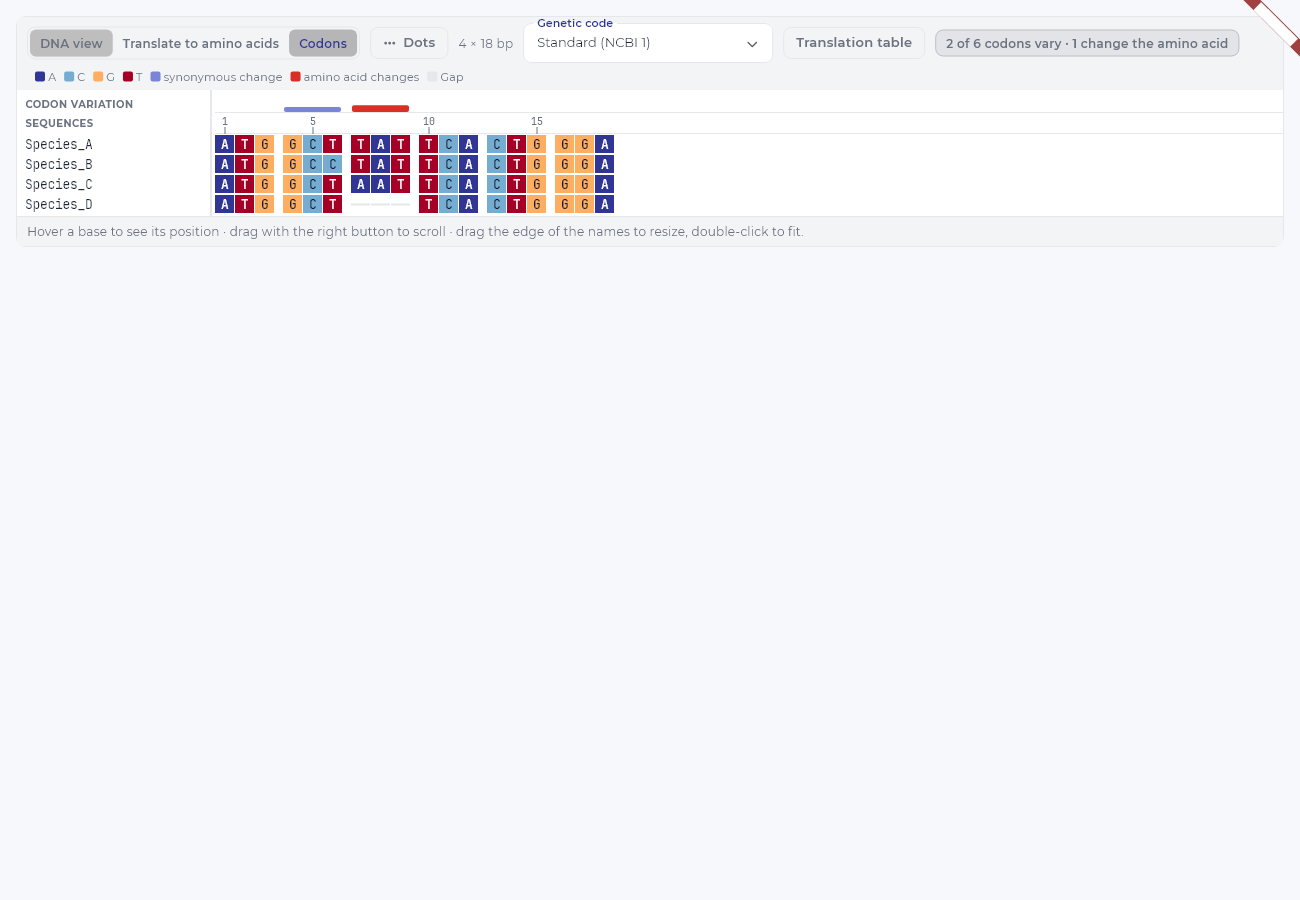 Genetic code
DNA view Translate to amino acids Codons ··· Dots 4 × 18 bp Standard (NCBI 1) Translation table 2 of 6 codons vary · 1 change the amino acid
A C G T synonymous change amino acid changes Gap
CODON VARIATION
SEQUENCES 1 5 10 15
Species_A A T G G C T T A T T C A C T G G G A
Species_B A T G G C C T A T T C A C T G G G A
Species_C A T G G C T A A T T C A C T G G G A
Species_D A T G G C T — — — T C A C T G G G A
Hover a base to see its position · drag with the right button to scroll · drag the edge of the names to resize, double-click to fit.